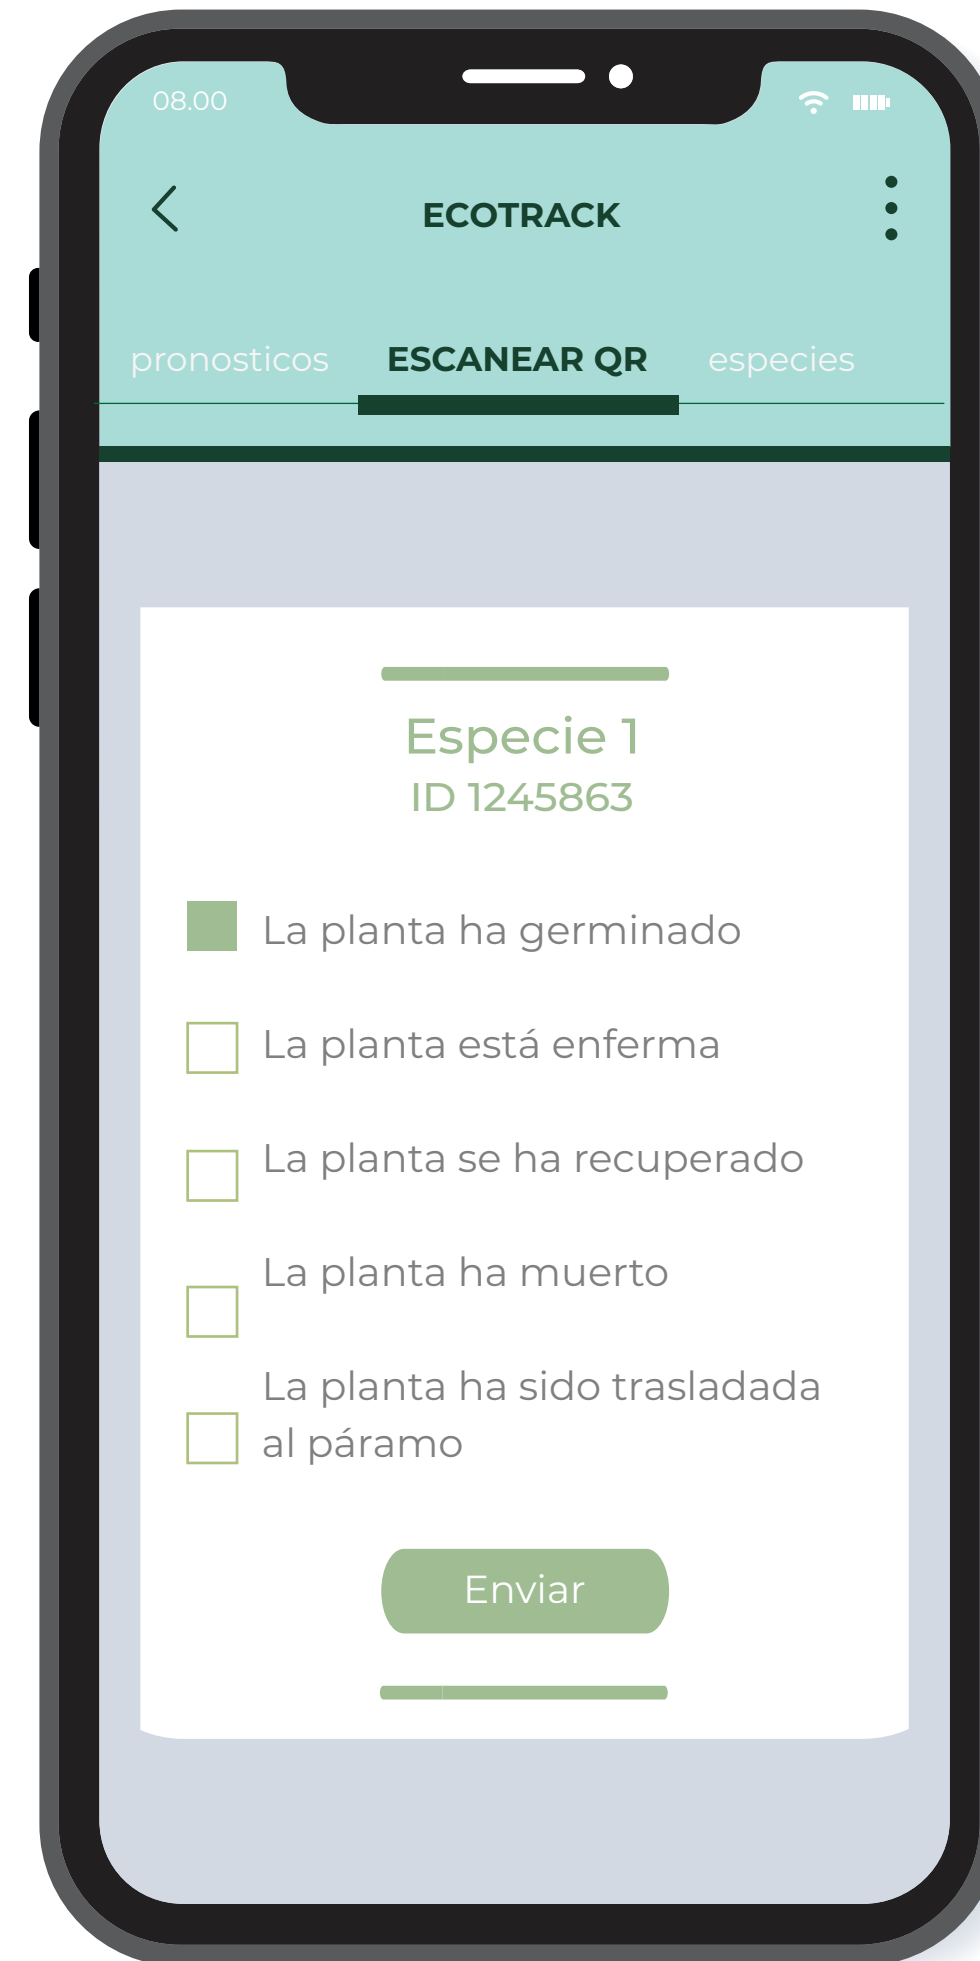 08.00
ECOTRACK
pronosticos ESCANEAR QR especies
Especie 1
ID 1245863
La planta ha germinado
La planta está enferma
La planta se ha recuperado
La planta ha muerto
La planta ha sido trasladada
al páramo
Enviar